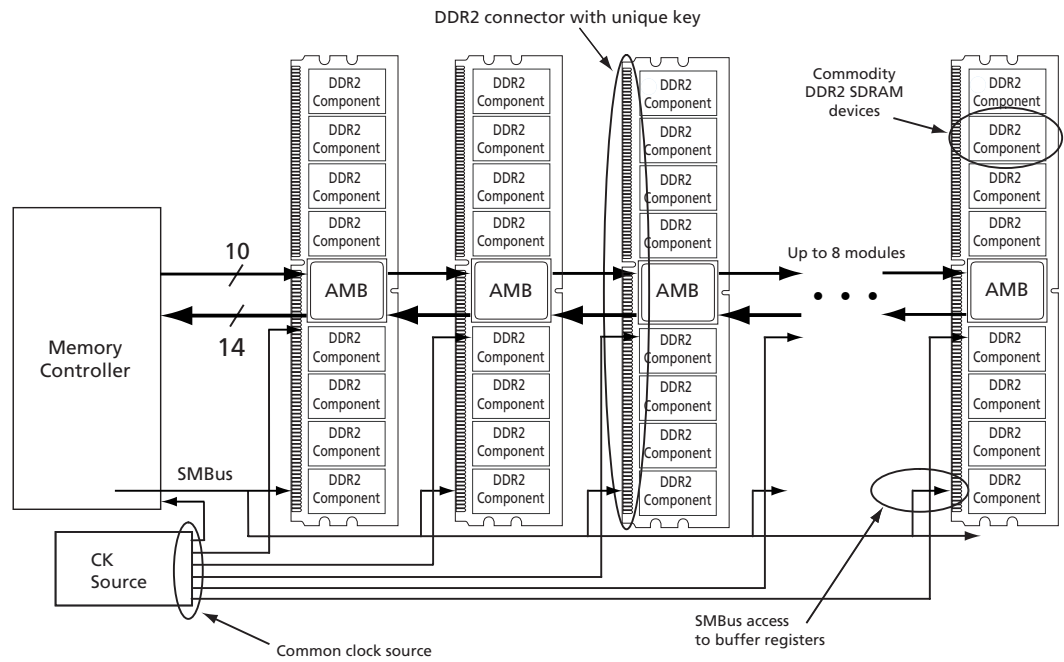 DDR2 connector with unique key
Commodity
DDR2 SDRAM
devices
DDR2
Component
DDR2
Component
DDR2
Component
DDR2
Component
AMB
DDR2
Component
DDR2
Component
DDR2
Component
DDR2
Component
DDR2
Component
DDR2
Component
DDR2
Component
DDR2
Component
AMB
DDR2
Component
DDR2
Component
DDR2
Component
DDR2
Component
DDR2
Component
DDR2
Component
DDR2
Component
DDR2
Component
AMB
DDR2
Component
DDR2
Component
DDR2
Component
DDR2
Component
DDR2
Component
DDR2
Component
DDR2
Component
DDR2
Component
AMB
DDR2
Component
DDR2
Component
DDR2
Component
DDR2
Component
Up to 8 modules
10
14
Memory
Controller
SMBus
CK
Source
Common clock source
SMBus access
to buffer registers